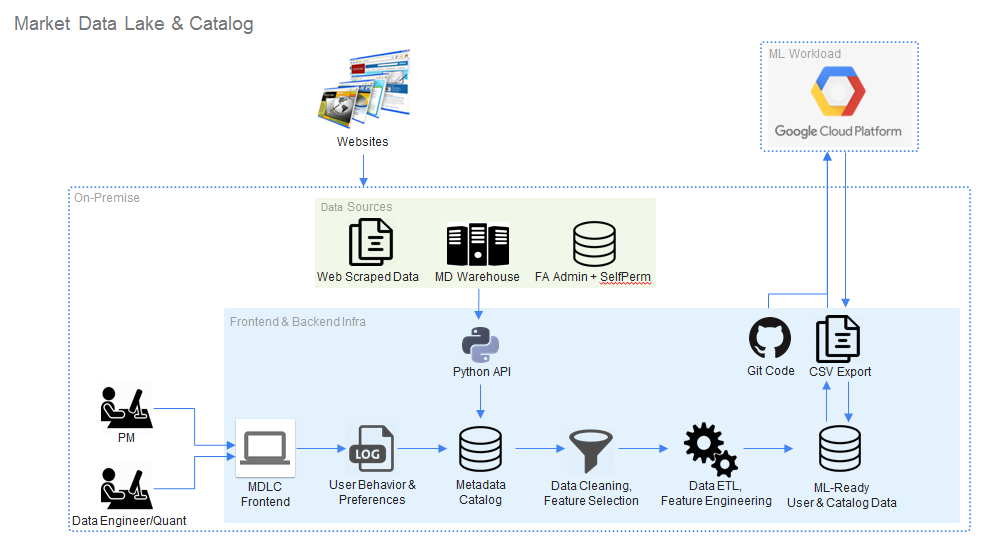 Market Data Lake & Catalog
ML Workload
Google Cloud Platform
Websites
On-Premise
Data Sources
Web Scraped Data
MD Warehouse
FA Admin + SelfPerm
Frontend & Backend Infra
Python API
Git Code
CSV Export
PM
LOG
MDLC
Frontend
User Behavior &
Preferences
Metadata
Catalog
Data Cleaning,
Feature Selection
Data ETL,
Feature Engineering
ML-Ready
User & Catalog Data
Data Engineer/Quant